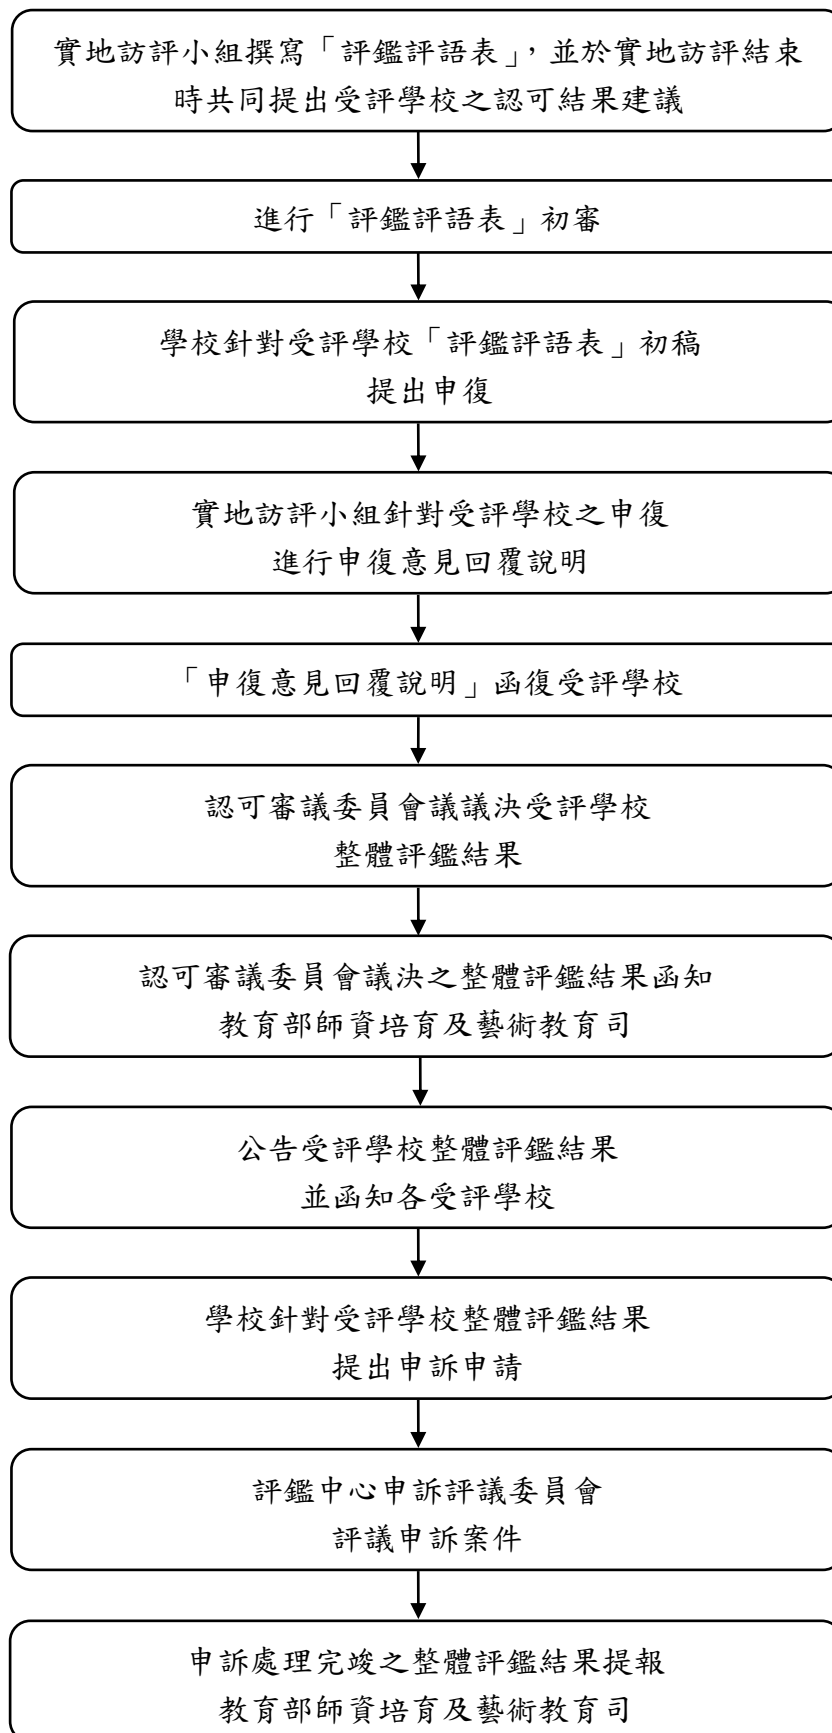 實地訪評小組撰寫「評鑑評語表」，並於實地訪評結束
時共同提出受評學校之認可結果建議
進行「評鑑評語表」初審
學校針對受評學校「評鑑評語表」初稿
提出申復
實地訪評小組針對受評學校之申復
進行申復意見回覆說明
「申復意見回覆說明」函復受評學校
認可審議委員會議議決受評學校
整體評鑑結果
認可審議委員會議決之整體評鑑結果函知
教育部師資培育及藝術教育司
公告受評學校整體評鑑結果
並函知各受評學校
學校針對受評學校整體評鑑結果
提出申訴申請
評鑑中心申訴評議委員會
評議申訴案件
申訴處理完竣之整體評鑑結果提報
教育部師資培育及藝術教育司